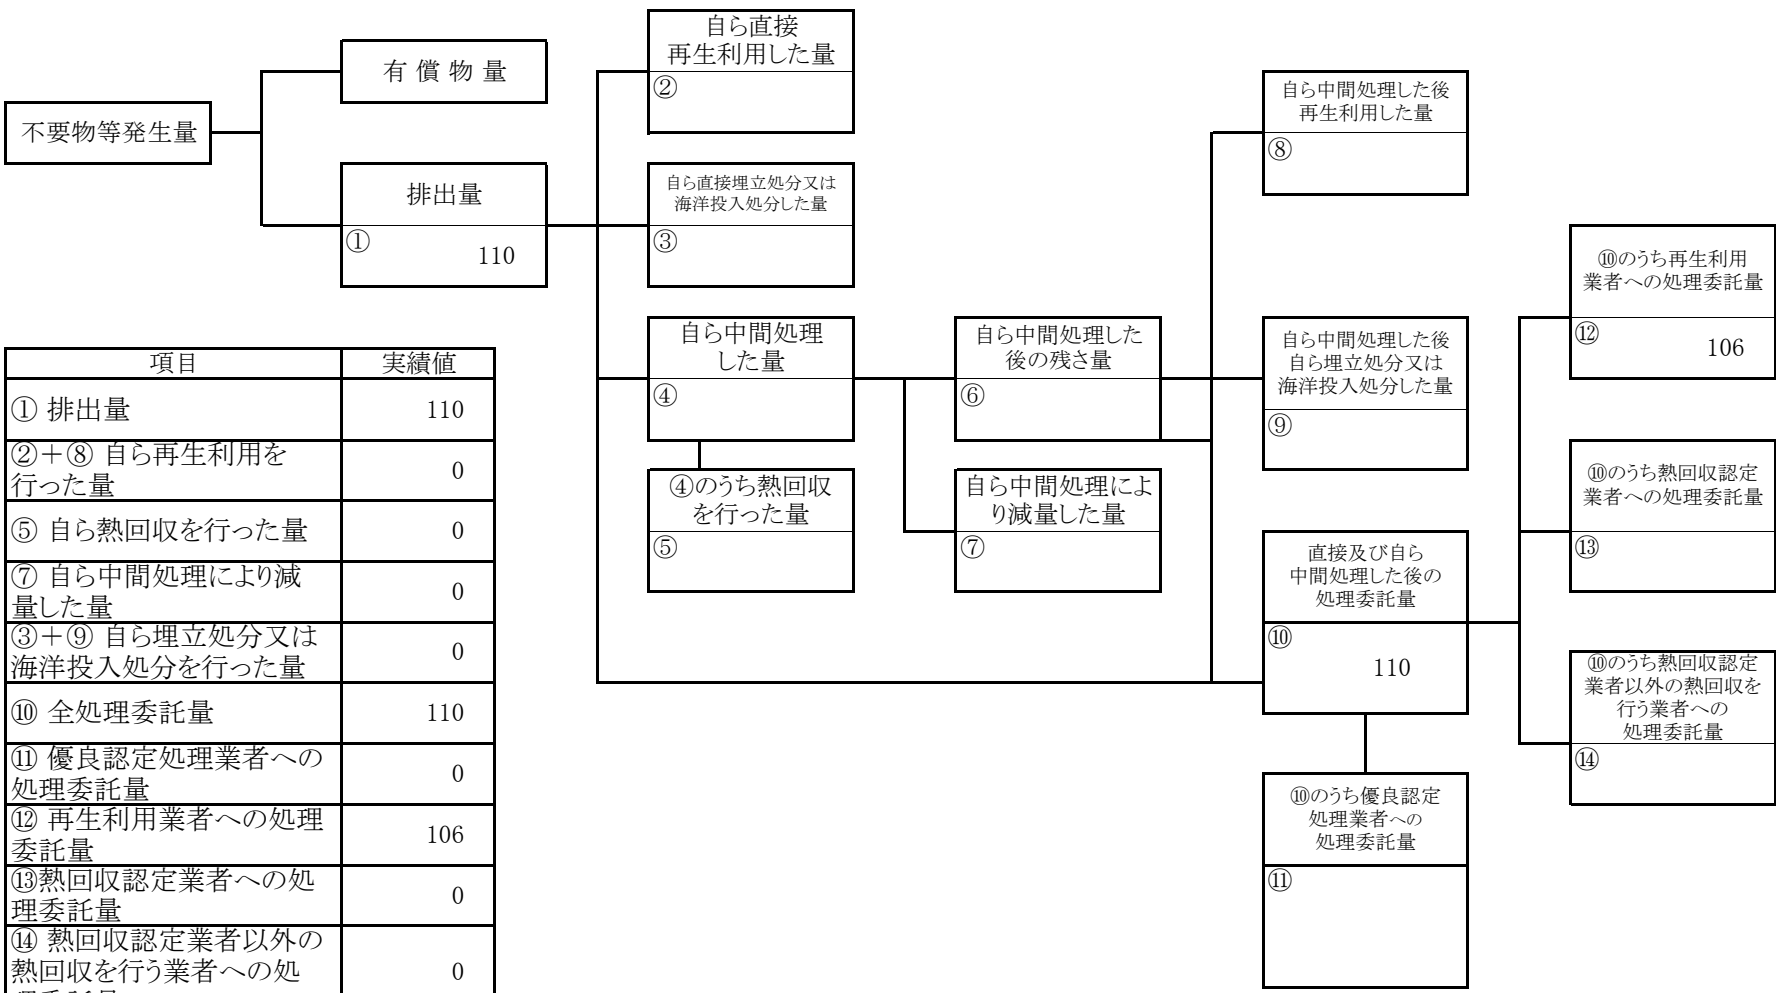 不要物等発生量
有償物量
排出量
①
110
自ら直接
再生利用した量
②
自ら直接埋立処分又は
海洋投入処分した量
③
自ら中間処理
した量
④
④のうち熱回収
を行った量
⑤
自ら中間処理した
後の残さ量
⑥
自ら中間処理によ
り減量した量
⑦
自ら中間処理した後
再生利用した量
⑧
自ら中間処理した後
自ら埋立処分又は
海洋投入処分した量
⑨
直接及び自ら
中間処理した後の
処理委託量
⑩
110
⑩のうち優良認定
処理業者への
処理委託量
⑪
⑩のうち再生利用
業者への処理委託量
⑫
106
⑩のうち熱回収認定
業者への処理委託量
⑬
⑩のうち熱回収認定
業者以外の熱回収を
行う業者への
処理委託量
⑭
項目 実績値
① 排出量 110
②+⑧ 自ら再生利用を
行った量 0
⑤ 自ら熱回収を行った量 0
⑦ 自ら中間処理により減
量した量 0
③+⑨ 自ら埋立処分又は
海洋投入処分を行った量 0
⑩ 全処理委託量 110
⑪ 優良認定処理業者への
処理委託量 0
⑫ 再生利用業者への処理
委託量 106
⑬熱回収認定業者への処
理委託量 0
⑭ 熱回収認定業者以外の
熱回収を行う業者への処 0